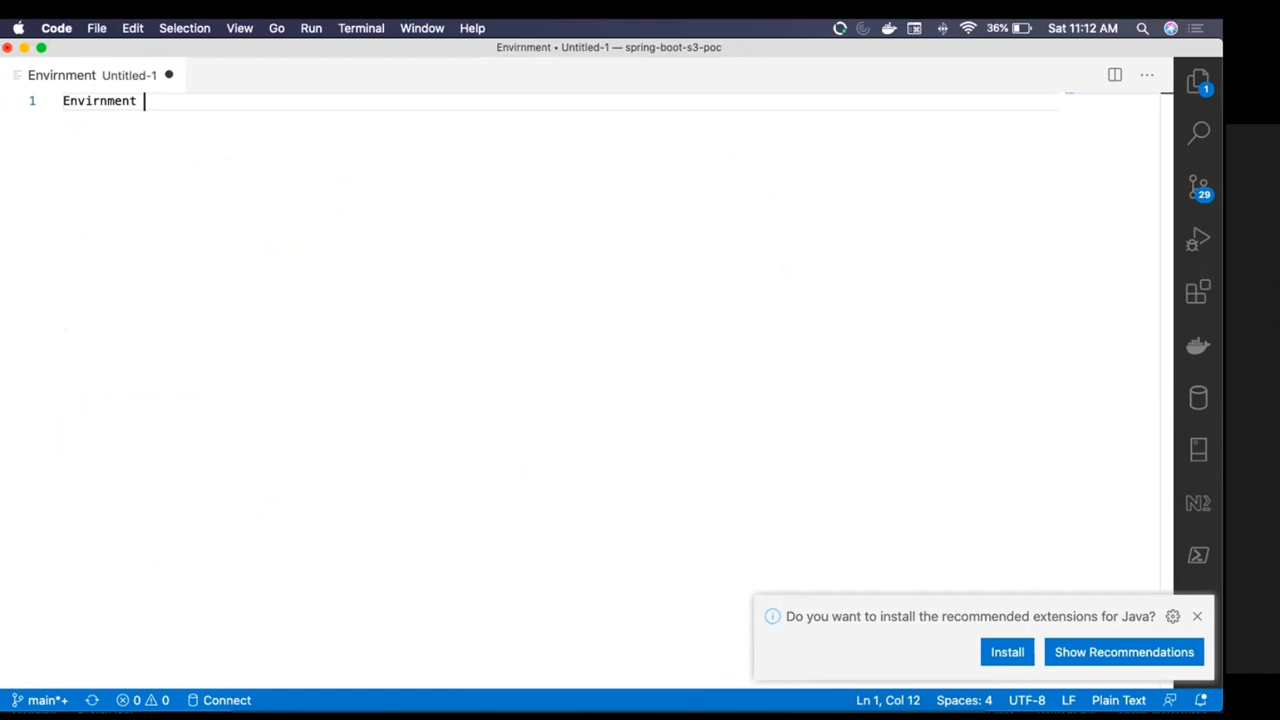 Code File Edit Selection View Go Run Terminal Window Help 36% Sat 11:12 AM
Envirnment • Untitled-1 — spring-boot-s3-poc
Envirnment Untitled-1
1 Envirnment
1
29
Do you want to install the recommended extensions for Java?
Install Show Recommendations
main*+ 0 0 Connect Ln 1, Col 12 Spaces: 4 UTF-8 LF Plain Text